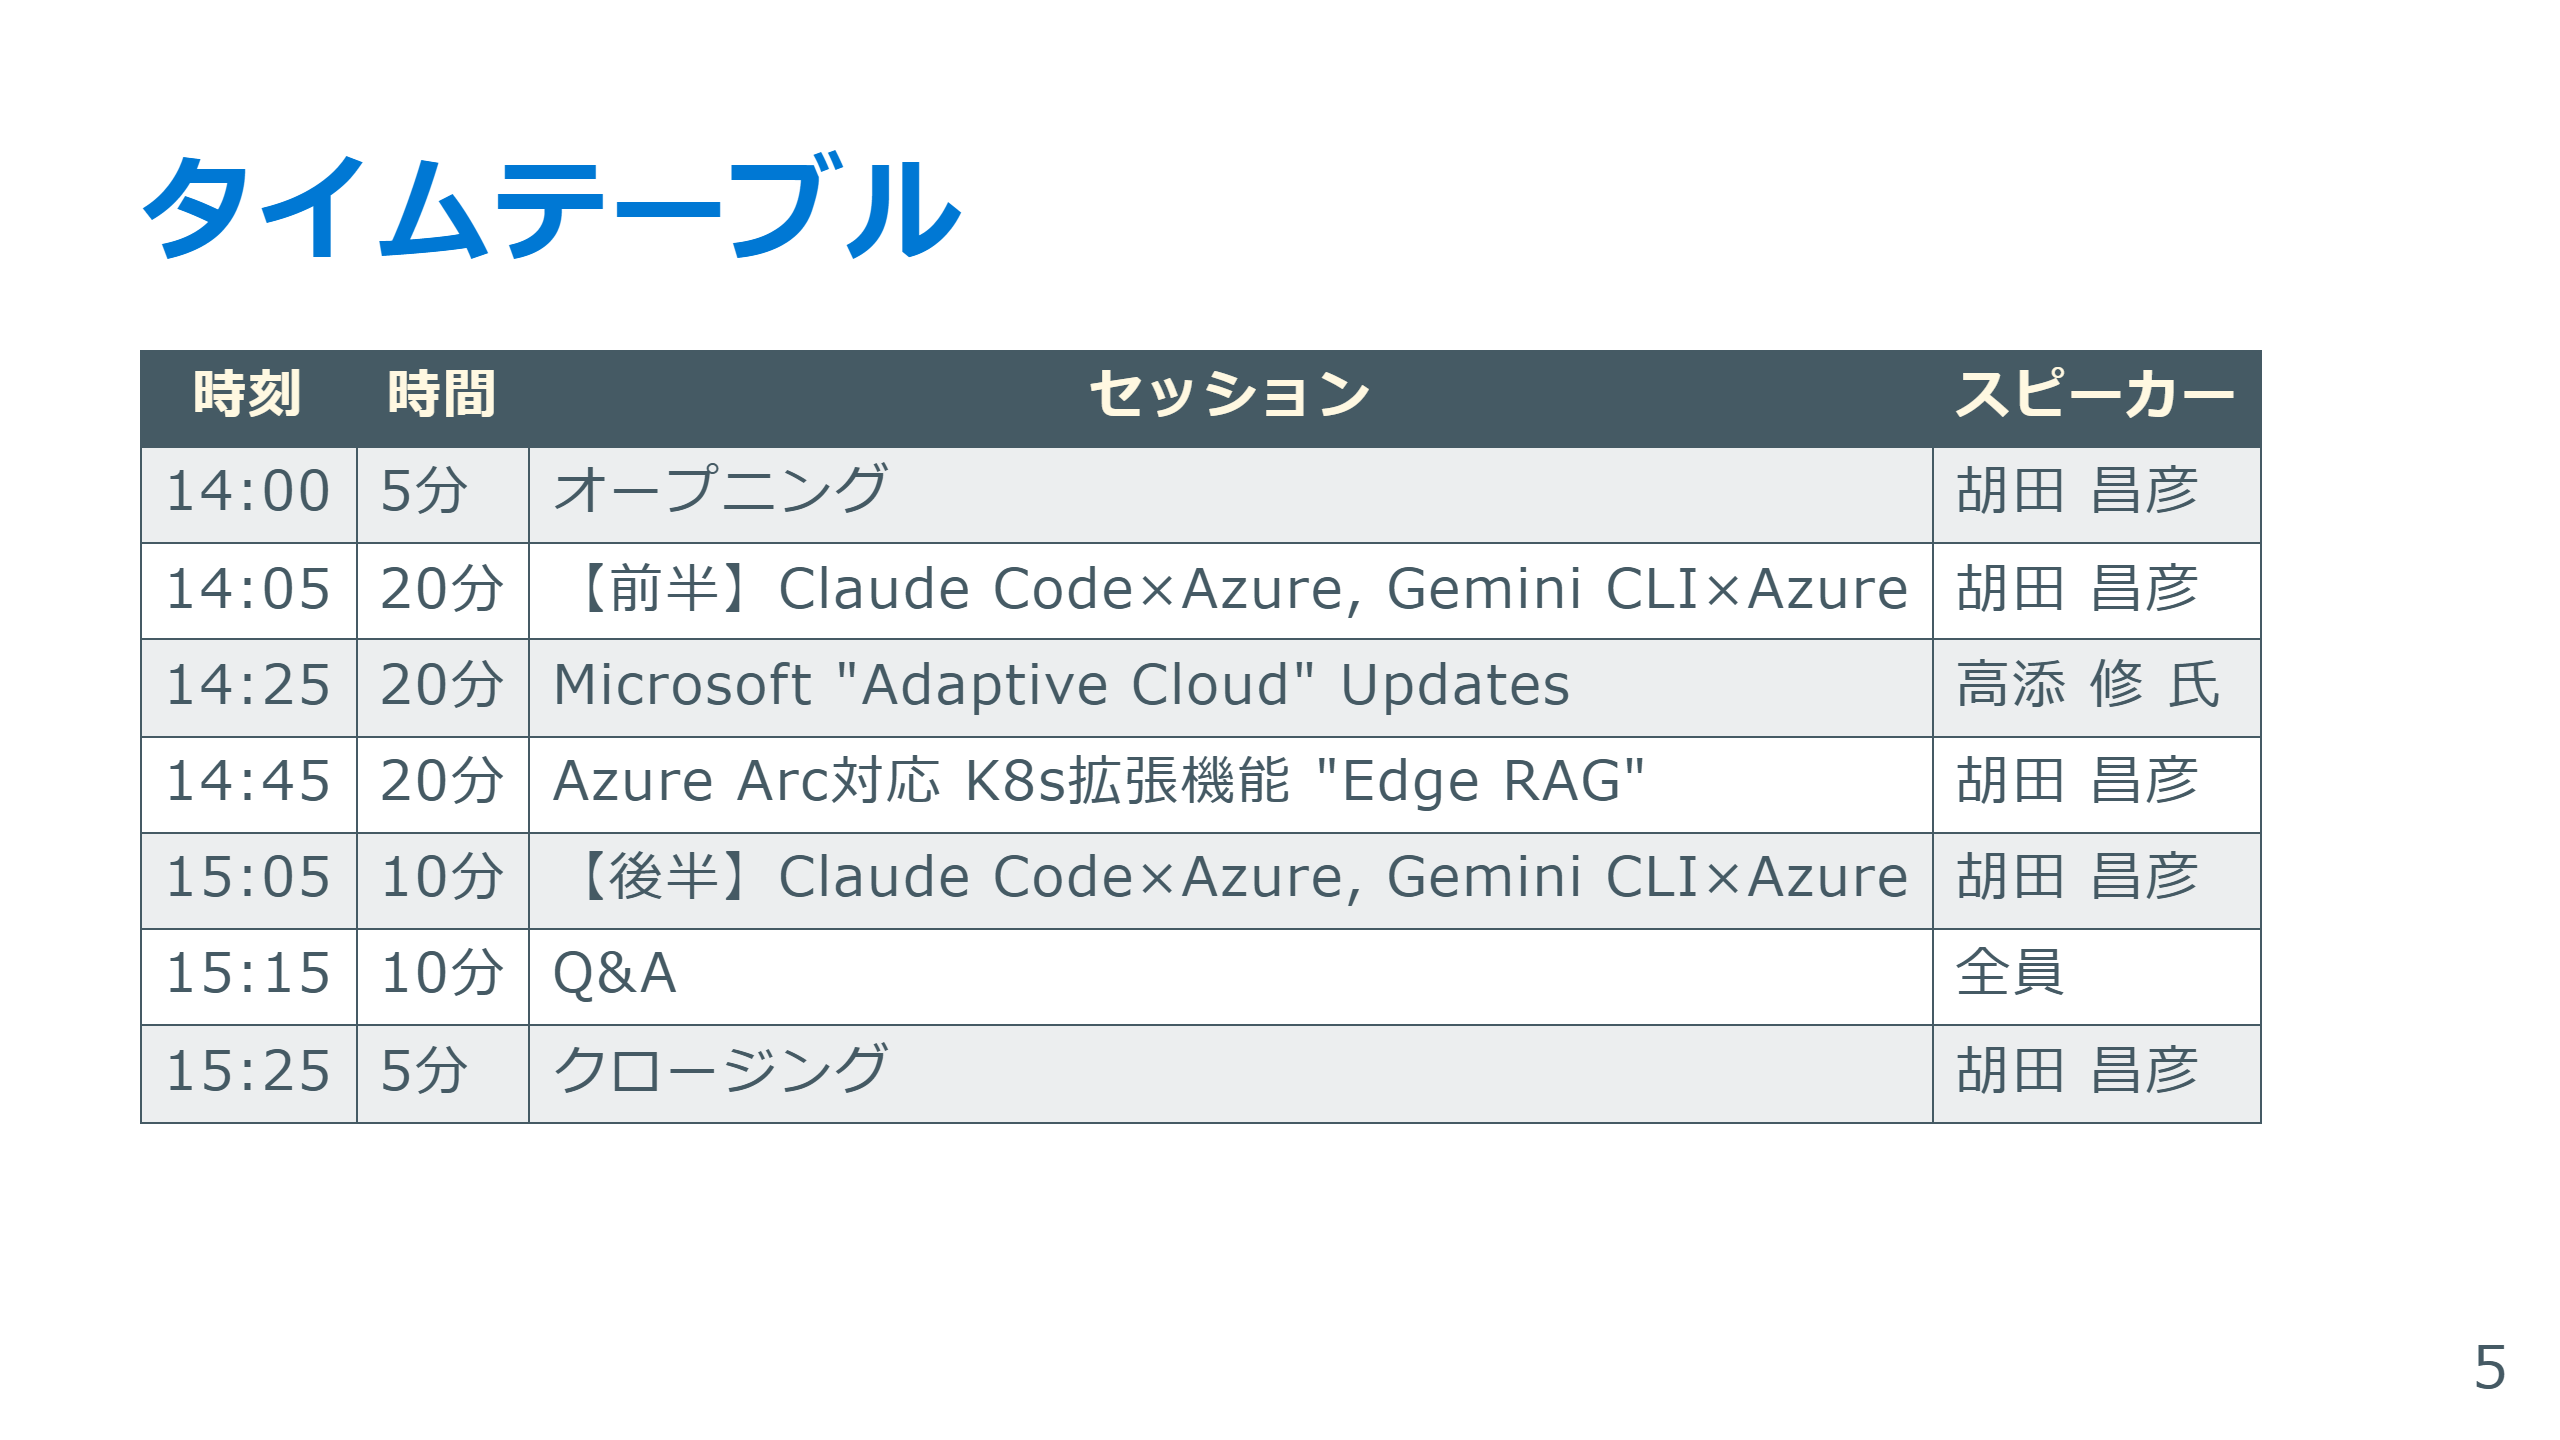 タイムテーブル
時刻 時間 セッション スピーカー
14:00 5分 オープニング 胡田 昌彦
14:05 20分 【前半】Claude Code×Azure, Gemini CLI×Azure 胡田 昌彦
14:25 20分 Microsoft "Adaptive Cloud" Updates 高添 修 氏
14:45 20分 Azure Arc対応 K8s拡張機能 "Edge RAG" 胡田 昌彦
15:05 10分 【後半】Claude Code×Azure, Gemini CLI×Azure 胡田 昌彦
15:15 10分 Q&A 全員
15:25 5分 クロージング 胡田 昌彦
5